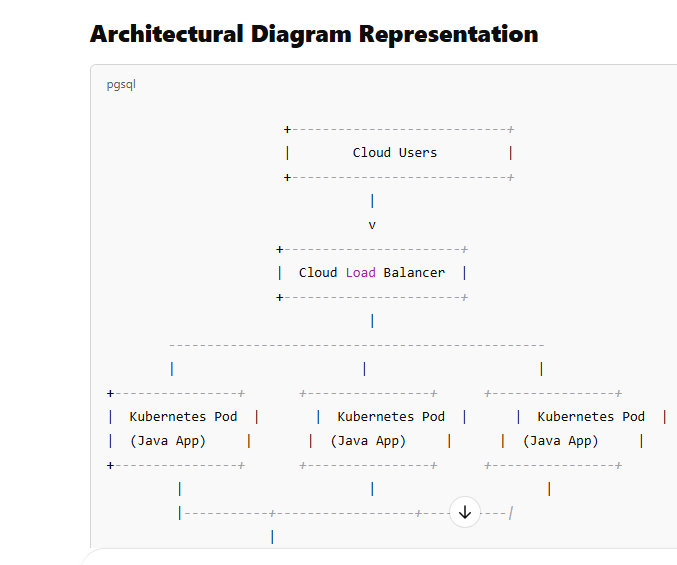 Architectural Diagram Representation
pgsql
+----------------------------+
|        Cloud Users         |
+----------------------------+
|
v
+-----------------------+
|  Cloud Load Balancer  |
+-----------------------+
|
-------------------------------------------------
|                        |                       |
+----------------+       +----------------+      +----------------+
|  Kubernetes Pod  |       |  Kubernetes Pod  |      |  Kubernetes Pod  |
|  (Java App)     |      |  (Java App)     |      |  (Java App)     |
+----------------+       +----------------+      +----------------+
|                        |                      |
|-----------+------------------+-----------/
|